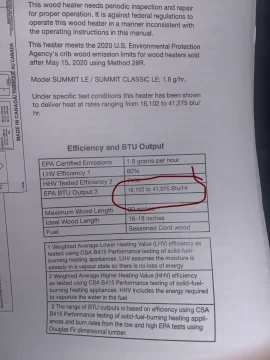 This wood heater needs periodic inspection and repair
for proper operation. It is against federal regulations to
operate this wood heater in a manner inconsistent with
the operating instructions in this manual.
This heater meets the 2020 U.S. Environmental Protection
Agency's crib wood emission limits for wood heaters sold
after May 15, 2020 using Method 28R.
Model SUMMIT LE / SUMMIT CLASSIC LE: 1.8 g/hr.
Under specific test conditions this heater has been shown
to deliver heat at rates ranging from 16,102 to 41,275 btu/
hr.
Efficiency and BTU Output
EPA Certified Emissions 1.8 grams per hour
LHV Efficiency 1 80%
HHV Tested Efficiency 2
EPA BTU Output 3 16,102 to 41,275 Btu/hr
Maximum Wood Length inches
Ideal Wood Length 16-18 inches
Fuel Seasoned Cord wood
1 Weighted Average Lower Heating Value (LHV) efficiency as
tested using CSA B415 Performance testing of solid-fuel-
burning heating appliances. LHV assumes the moisture is
already in a vapour state so there is no loss of energy
2 Weighted Average Higher Heating Value (HHV) efficiency
as tested using CSA B415 Performance testing of solid-fuel-
burning heating appliances. HHV includes the energy required
to vaporise the water in the fuel
3 The range of BTU outputs is based on efficiency using CSA
B415 Performance testing of solid-fuel-burning heating appli-
ances and burn rates from the low and high EPA tests using
Douglas Fir dimensional lumber.